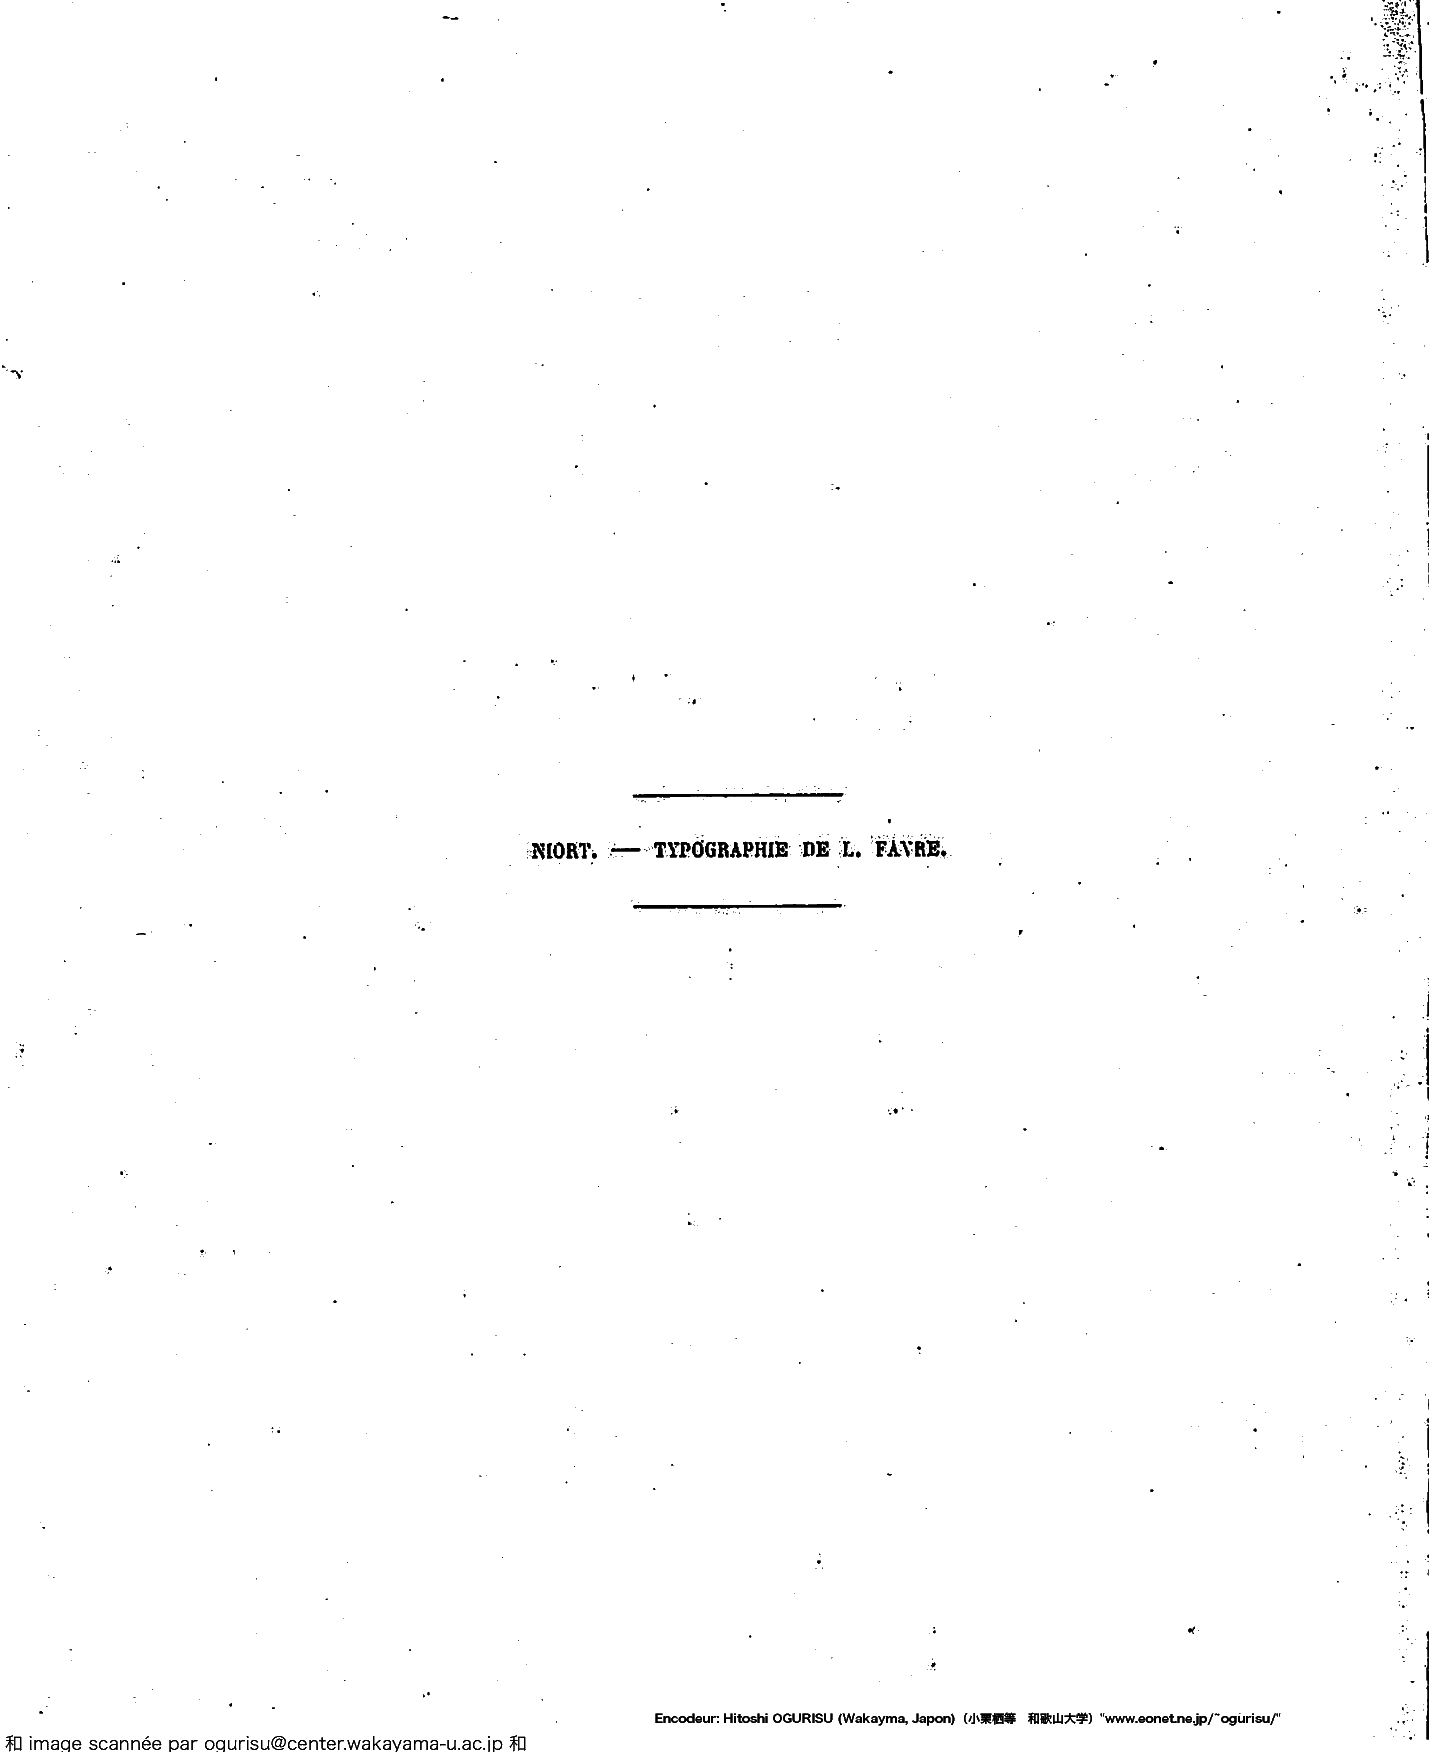 NIORT. — TYPOGRAPHIE DE L. FAVRE.
Encodeur: Hitoshi OGURISU (Wakayma, Japon)（小栗栖等　和歌山大学）"www.eonet.ne.jp/~ogurisu/"
和 image scannée par ogurisu@center.wakayama-u.ac.jp 和